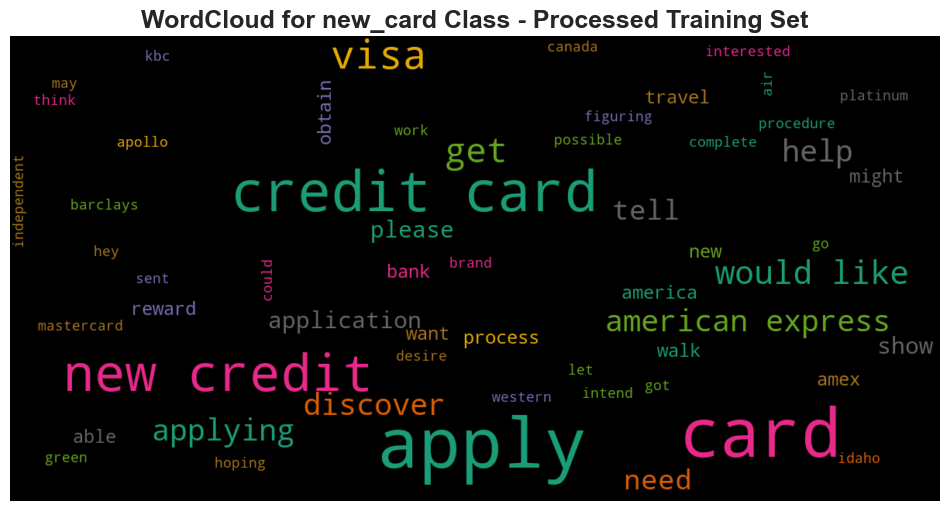 WordCloud for new_card Class - Processed Training Set
kbc
visa
canada
interested
may
think
obtain
travel
air
platinum
figuring
apollo
work
get
possible
complete
procedure
help
might
independent
credit card
barclays
please
tell
hey
new
go
sent
could
bank
brand
would like
reward
america
mastercard
application
want
process
american express
desire
walk
show
new credit
let
amex
discover
western
intend
got
able
applying
apply
card
green
hoping
need
idaho